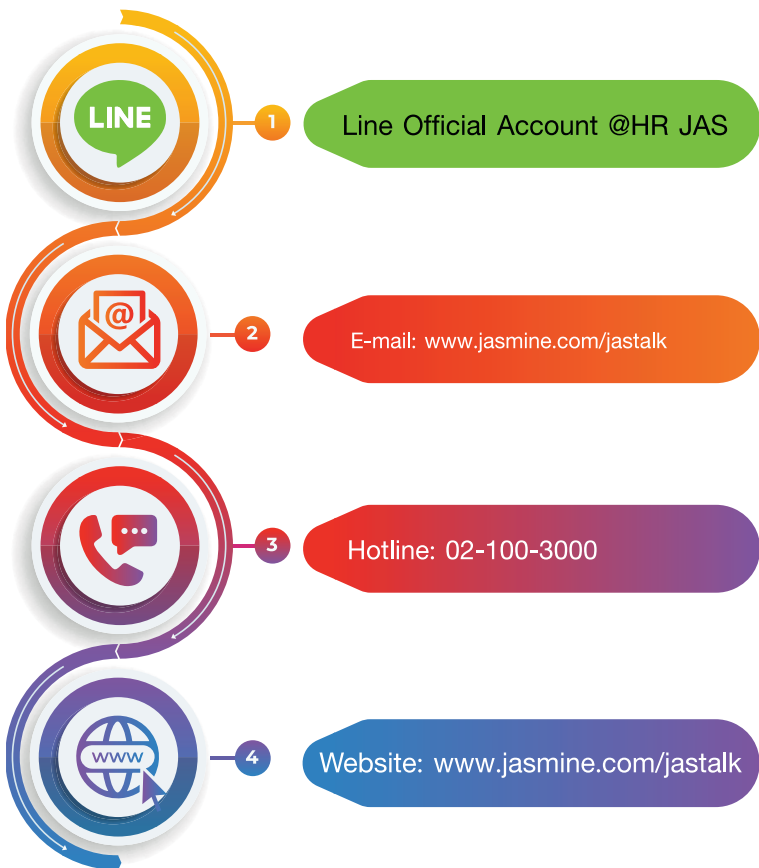 LINE
1
Line Official Account @HR JAS
@
2
E-mail: www.jasmine.com/jastalk
3
Hotline: 02-100-3000
www
4
Website: www.jasmine.com/jastalk